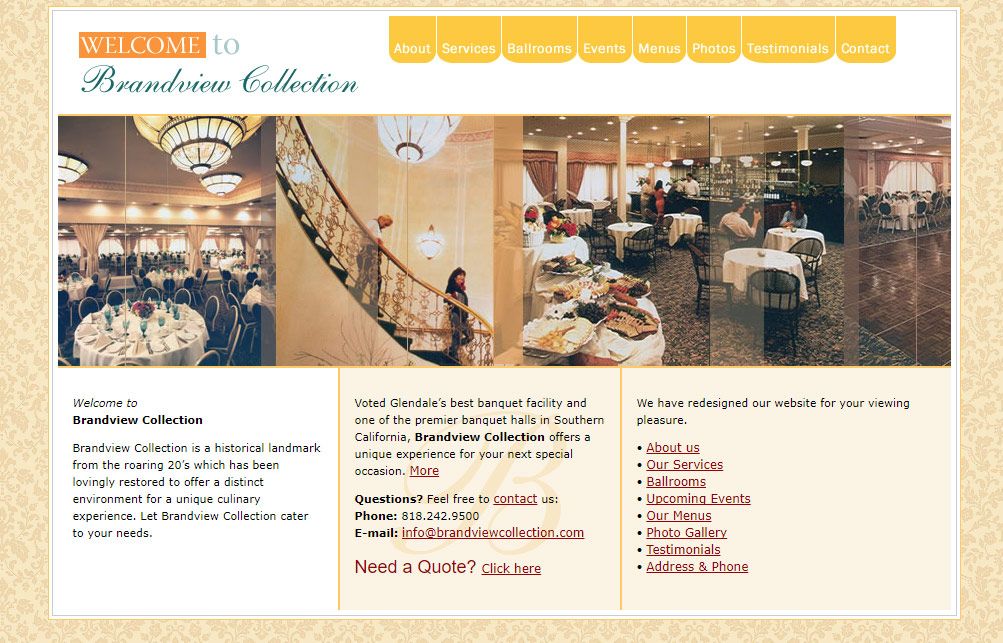 WELCOME to
Brandview Collection
About Services Ballrooms Events Menus Photos Testimonials Contact
Welcome to
Brandview Collection
Brandview Collection is a historical landmark
from the roaring 20’s which has been
lovingly restored to offer a distinct
environment for a unique culinary
experience. Let Brandview Collection cater
to your needs.
Voted Glendale’s best banquet facility and
one of the premier banquet halls in Southern
California, Brandview Collection offers a
unique experience for your next special
occasion. More
Questions? Feel free to contact us:
Phone: 818.242.9500
E-mail: info@brandviewcollection.com
Need a Quote? Click here
B
We have redesigned our website for your viewing
pleasure.
• About us
• Our Services
• Ballrooms
• Upcoming Events
• Our Menus
• Photo Gallery
• Testimonials
• Address & Phone